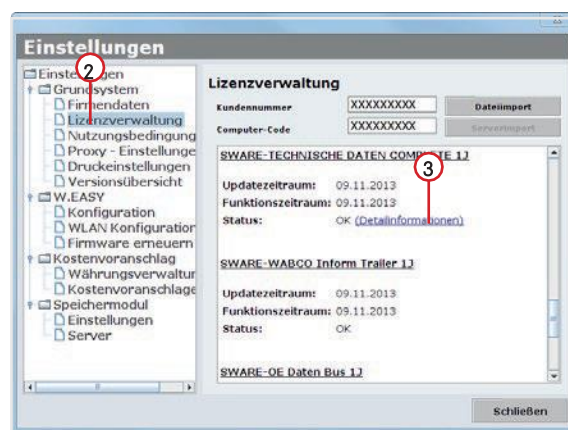 Einstellungen
Einstellungen
Grundsystem
Firmendaten
Lizenzverwaltung
Nutzungsbedingung
Proxy - Einstellunge
Druckeinstellungen
Versionsübersicht
W.EASY
Konfiguration
WLAN Konfiguration
Firmware erneuern
Kostenvoranschlag
Währungsverwaltur
Kostenvoranschlage
Speichermodul
Einstellungen
Server
2
Lizenzverwaltung
Kundennummer XXXXXXXXX Dateiimport
Computer-Code XXXXXXXXX Serverimport
SWARE-TECHNISCHE DATEN COMPLETE 1J
3
Updatezeitraum: 09.11.2013
Funktionszeitraum: 09.11.2013
Status: OK (Detailinformationen)
SWARE-WABCO Inform Trailer 1J
Updatezeitraum: 09.11.2013
Funktionszeitraum: 09.11.2013
Status: OK
SWARE-OE Daten Bus 1J
Schließen